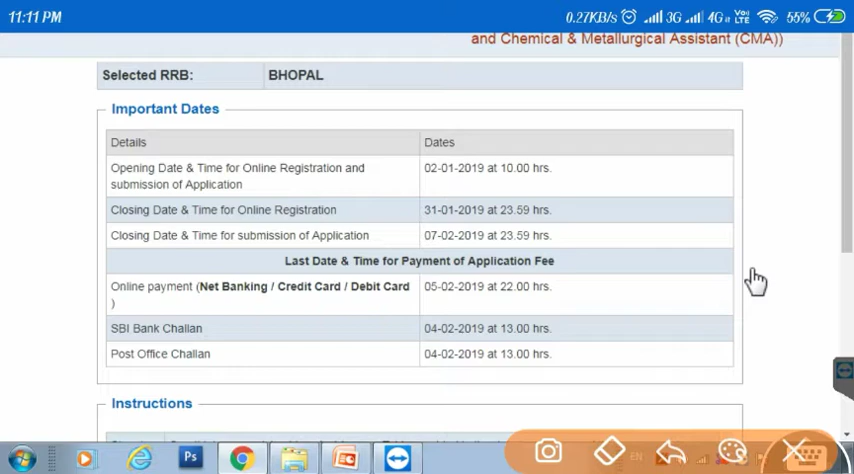 11:11 PM
0.27KB/s 3G 4G VoLTE 55%
and Chemical & Metallurgical Assistant (CMA))
Selected RRB: BHOPAL
Important Dates
Details Dates
Opening Date & Time for Online Registration and
submission of Application 02-01-2019 at 10.00 hrs.
Closing Date & Time for Online Registration 31-01-2019 at 23.59 hrs.
Closing Date & Time for submission of Application 07-02-2019 at 23.59 hrs.
Last Date & Time for Payment of Application Fee
Online payment (Net Banking / Credit Card / Debit Card
) 05-02-2019 at 22.00 hrs.
SBI Bank Challan 04-02-2019 at 13.00 hrs.
Post Office Challan 04-02-2019 at 13.00 hrs.
Instructions
Ps
EN